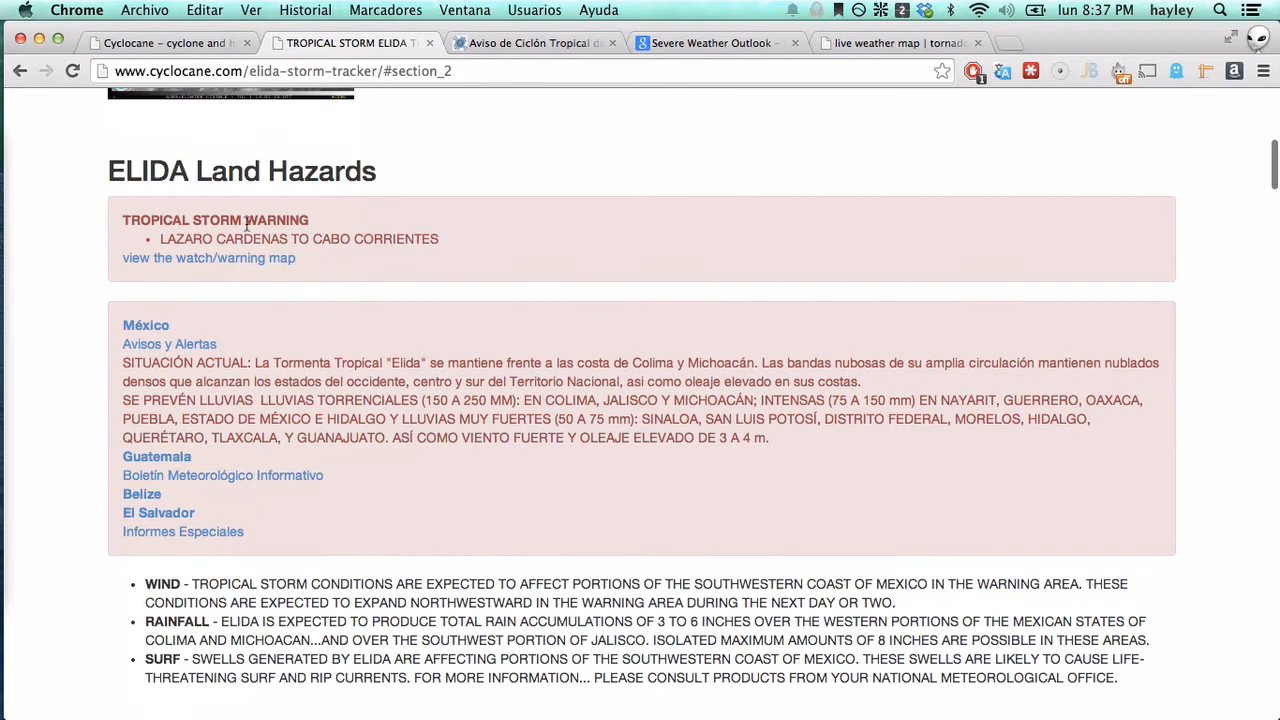 Chrome Archivo Editar Ver Historial Marcadores Ventana Usuarios Ayuda 2 lun 8:37 PM hayley
Cyclocane – cyclone and h TROPICAL STORM ELIDA T Aviso de Ciclón Tropical d Severe Weather Outlook – live weather map | tornad
www.cyclocane.com/elida-storm-tracker/#section_2 1 JB off a
ELIDA Land Hazards
TROPICAL STORM WARNING
• LAZARO CARDENAS TO CABO CORRIENTES
view the watch/warning map
México
Avisos y Alertas
SITUACIÓN ACTUAL: La Tormenta Tropical "Elida" se mantiene frente a las costa de Colima y Michoacán. Las bandas nubosas de su amplia circulación mantienen nublados
densos que alcanzan los estados del occidente, centro y sur del Territorio Nacional, asi como oleaje elevado en sus costas.
SE PREVÉN LLUVIAS LLUVIAS TORRENCIALES (150 A 250 MM): EN COLIMA, JALISCO Y MICHOACÁN; INTENSAS (75 A 150 mm) EN NAYARIT, GUERRERO, OAXACA,
PUEBLA, ESTADO DE MÉXICO E HIDALGO Y LLUVIAS MUY FUERTES (50 A 75 mm): SINALOA, SAN LUIS POTOSÍ, DISTRITO FEDERAL, MORELOS, HIDALGO,
QUERÉTARO, TLAXCALA, Y GUANAJUATO. ASÍ COMO VIENTO FUERTE Y OLEAJE ELEVADO DE 3 A 4 m.
Guatemala
Boletín Meteorológico Informativo
Belize
El Salvador
Informes Especiales
• WIND - TROPICAL STORM CONDITIONS ARE EXPECTED TO AFFECT PORTIONS OF THE SOUTHWESTERN COAST OF MEXICO IN THE WARNING AREA. THESE
CONDITIONS ARE EXPECTED TO EXPAND NORTHWESTWARD IN THE WARNING AREA DURING THE NEXT DAY OR TWO.
• RAINFALL - ELIDA IS EXPECTED TO PRODUCE TOTAL RAIN ACCUMULATIONS OF 3 TO 6 INCHES OVER THE WESTERN PORTIONS OF THE MEXICAN STATES OF
COLIMA AND MICHOACAN...AND OVER THE SOUTHWEST PORTION OF JALISCO. ISOLATED MAXIMUM AMOUNTS OF 8 INCHES ARE POSSIBLE IN THESE AREAS.
• SURF - SWELLS GENERATED BY ELIDA ARE AFFECTING PORTIONS OF THE SOUTHWESTERN COAST OF MEXICO. THESE SWELLS ARE LIKELY TO CAUSE LIFE-
THREATENING SURF AND RIP CURRENTS. FOR MORE INFORMATION... PLEASE CONSULT PRODUCTS FROM YOUR NATIONAL METEOROLOGICAL OFFICE.